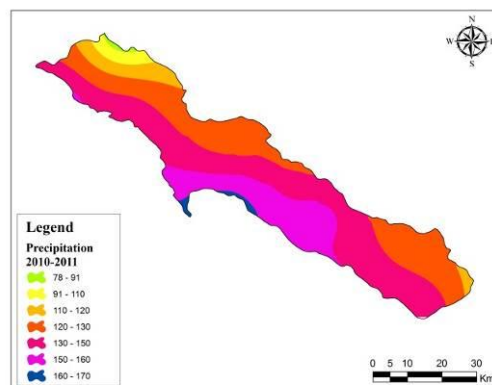 N
W E
S
Legend
Precipitation
2010-2011
78 - 91
91 - 110
110 - 120
120 - 130
130 - 150
150 - 160
160 - 170
0 5 10 20 30
Km